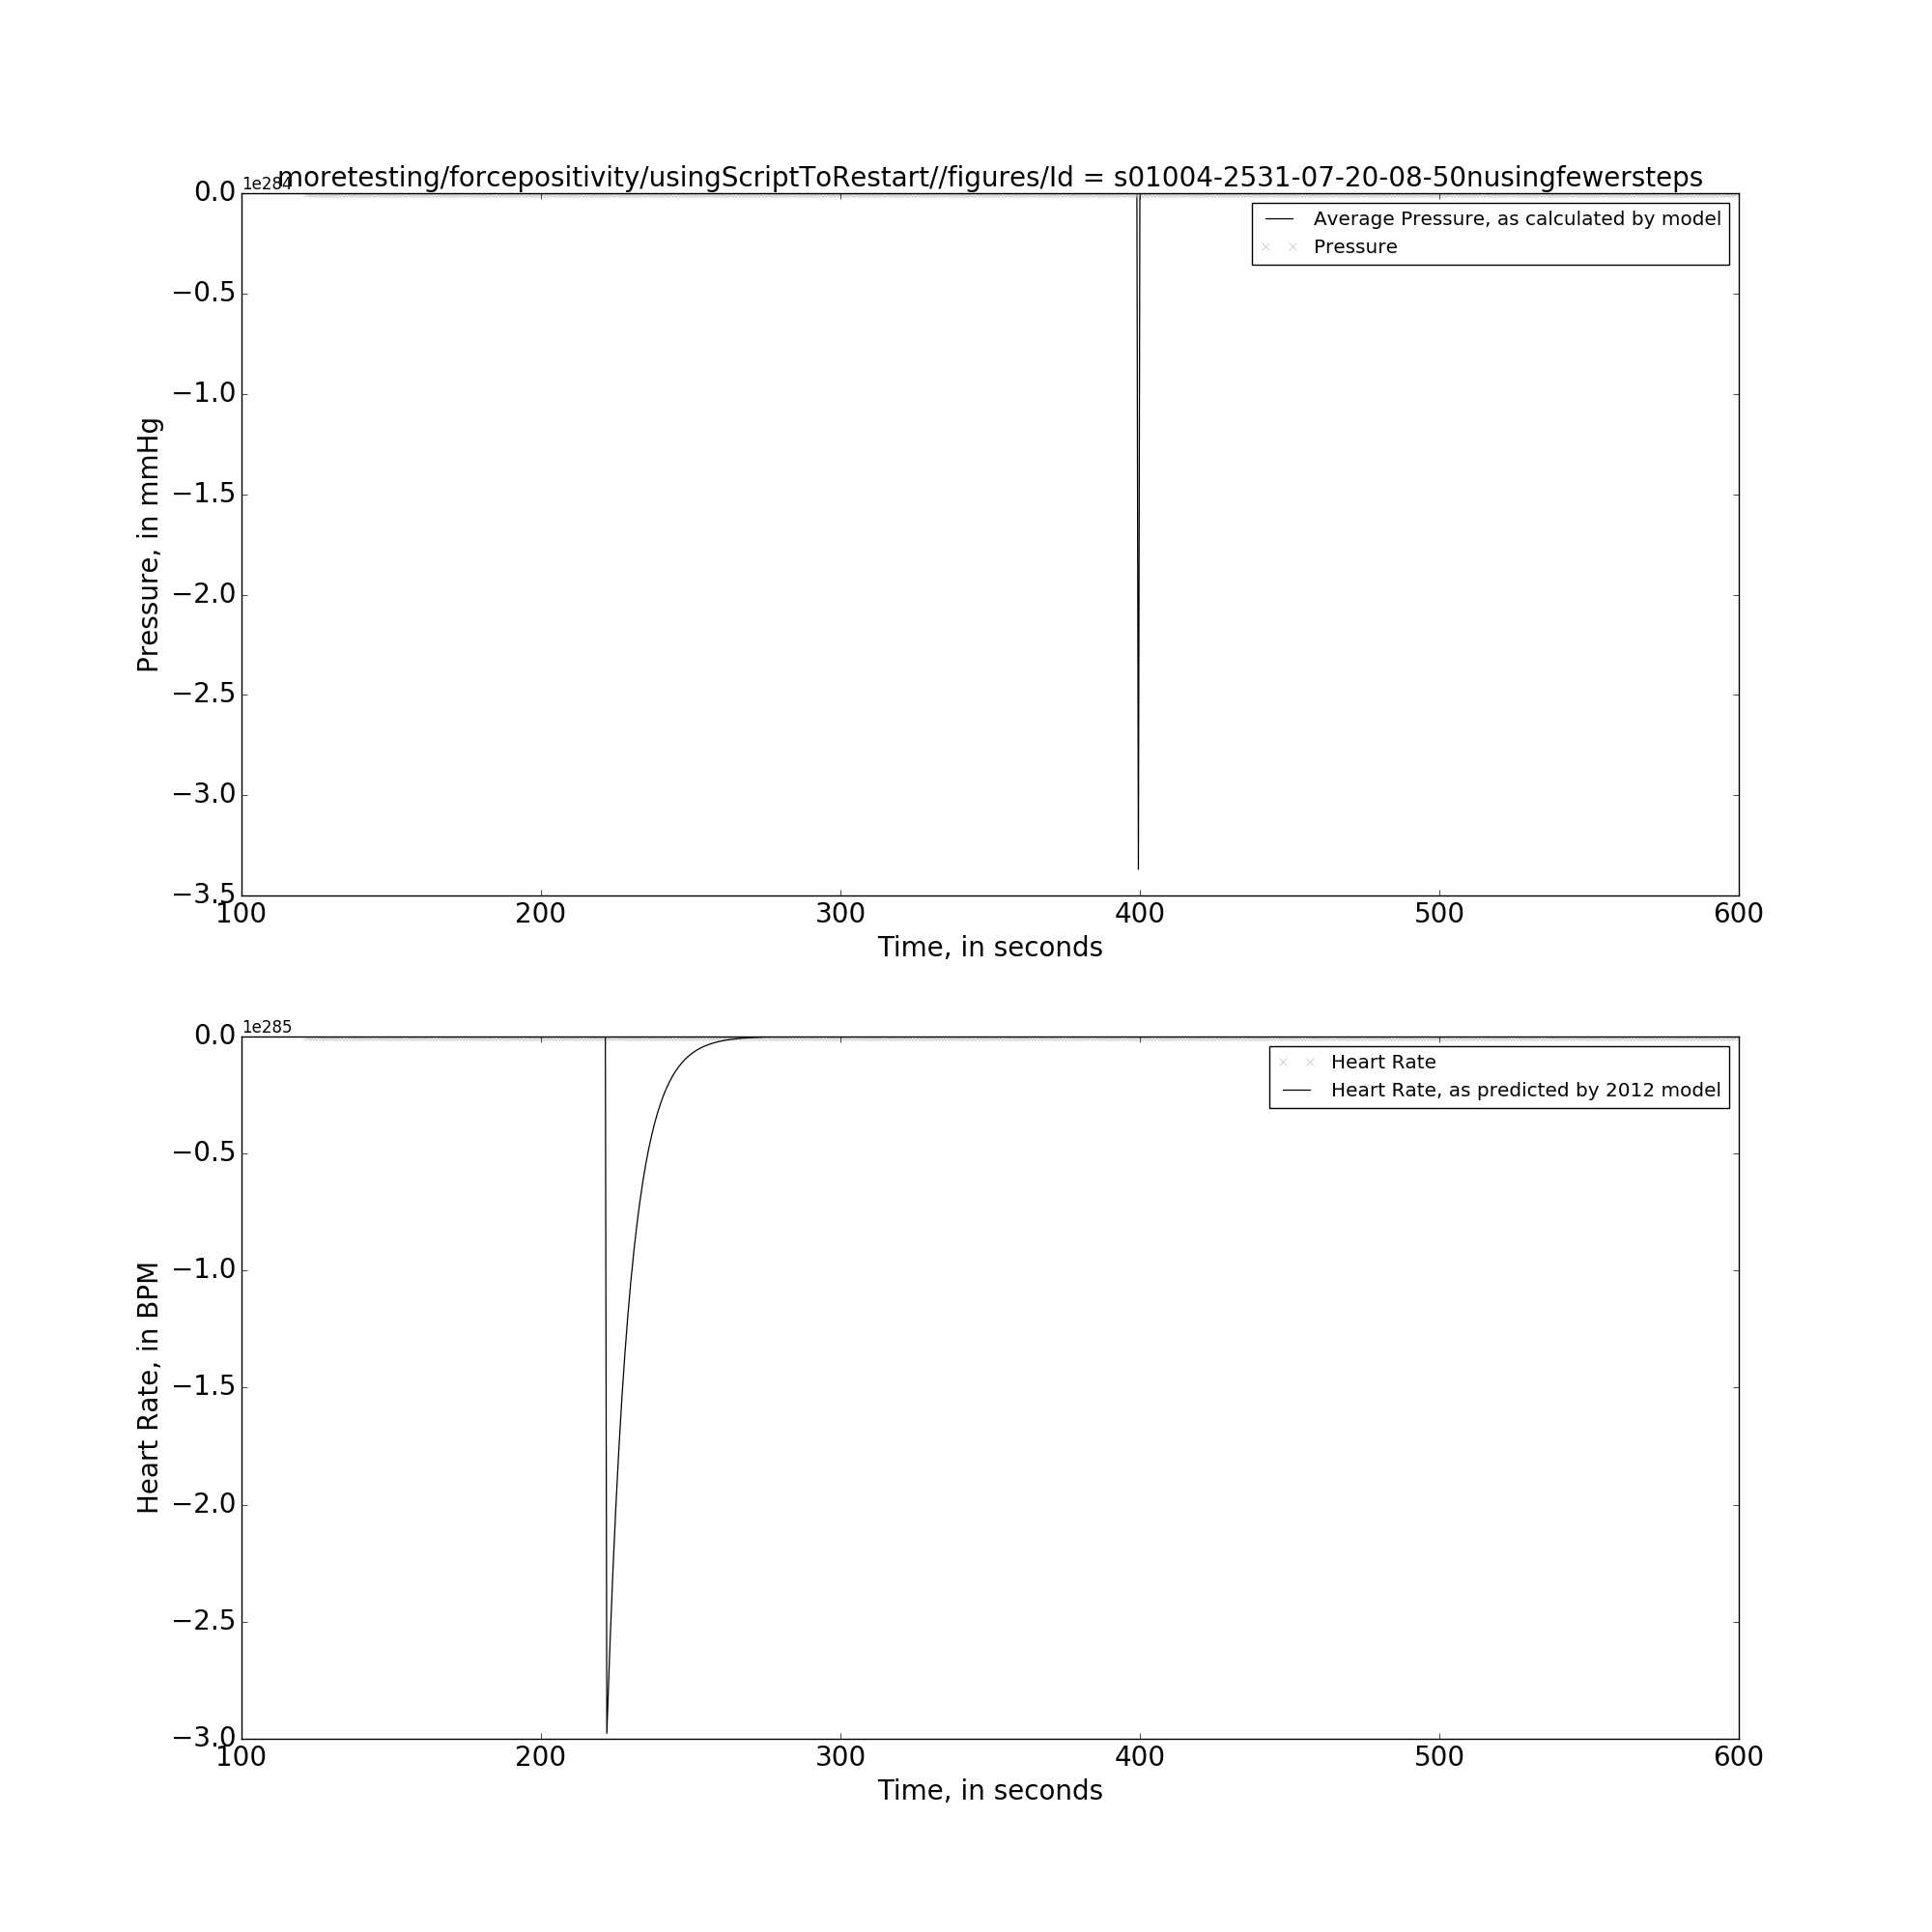 moretesting/forcepositivity/usingScriptToRestart//figures/Id = s01004-2531-07-20-08-50nusingfewersteps
1e284
0.0
−0.5
−1.0
−1.5
−2.0
−2.5
−3.0
−3.5
Pressure, in mmHg
Average Pressure, as calculated by model
Pressure
100 200 300 400 500 600
Time, in seconds
1e285
0.0
−0.5
−1.0
−1.5
−2.0
−2.5
−3.0
Heart Rate, in BPM
Heart Rate
Heart Rate, as predicted by 2012 model
100 200 300 400 500 600
Time, in seconds